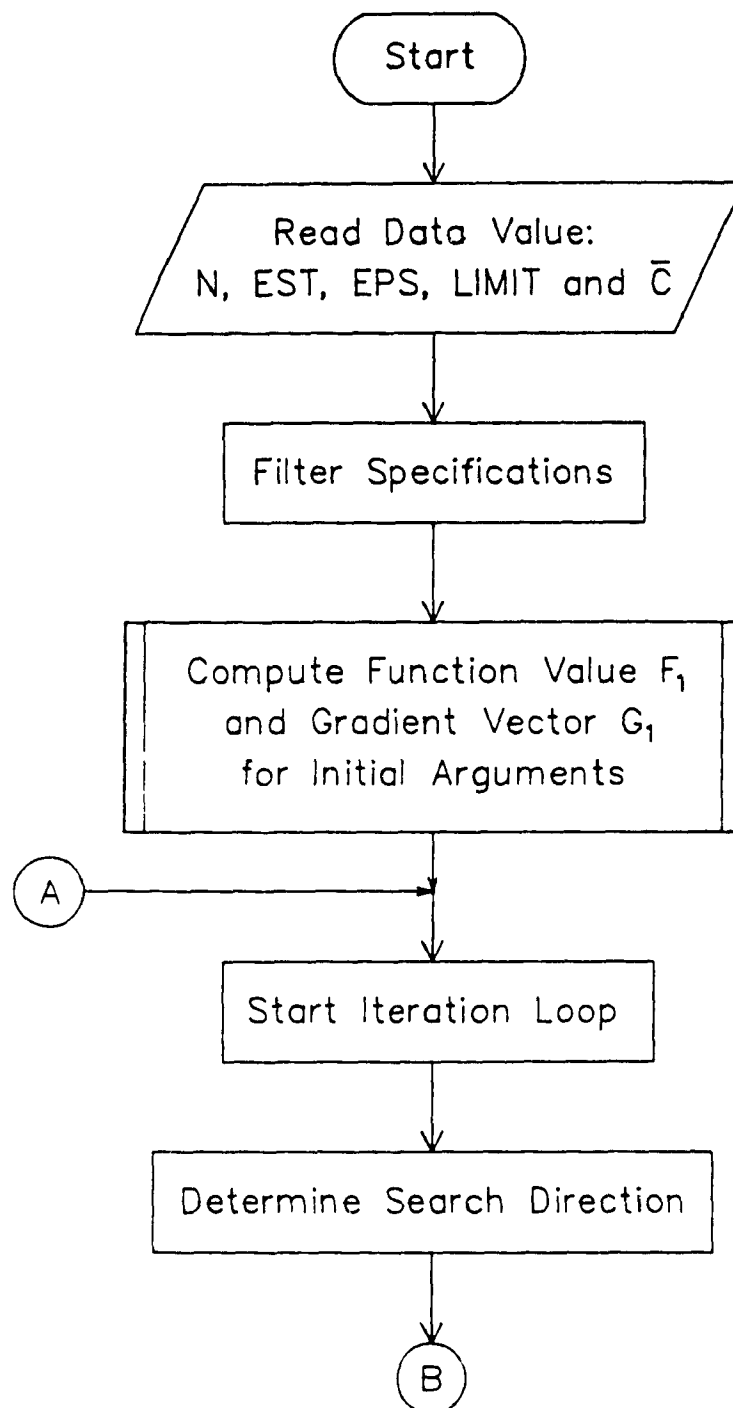 Start
Read Data Value:
N, EST, EPS, LIMIT and C̅
Filter Specifications
Compute Function Value F₁
and Gradient Vector G₁
for Initial Arguments
A
Start Iteration Loop
Determine Search Direction
B